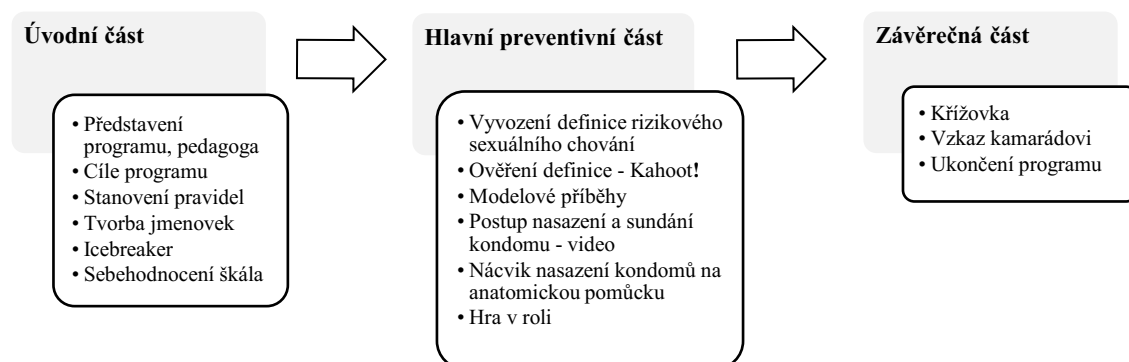 Úvodní část
• Představení
programu, pedagoga
• Cíle programu
• Stanovení pravidel
• Tvorba jmenovek
• Icebreaker
• Sebehodnocení škála
Hlavní preventivní část
• Vyvození definice rizikového
sexuálního chování
• Ověření definice - Kahoot!
• Modelové příběhy
• Postup nasazení a sundání
kondomu - video
• Nácvik nasazení kondomů na
anatomickou pomůcku
• Hra v roli
Závěrečná část
• Křížovka
• Vzkaz kamarádovi
• Ukončení programu